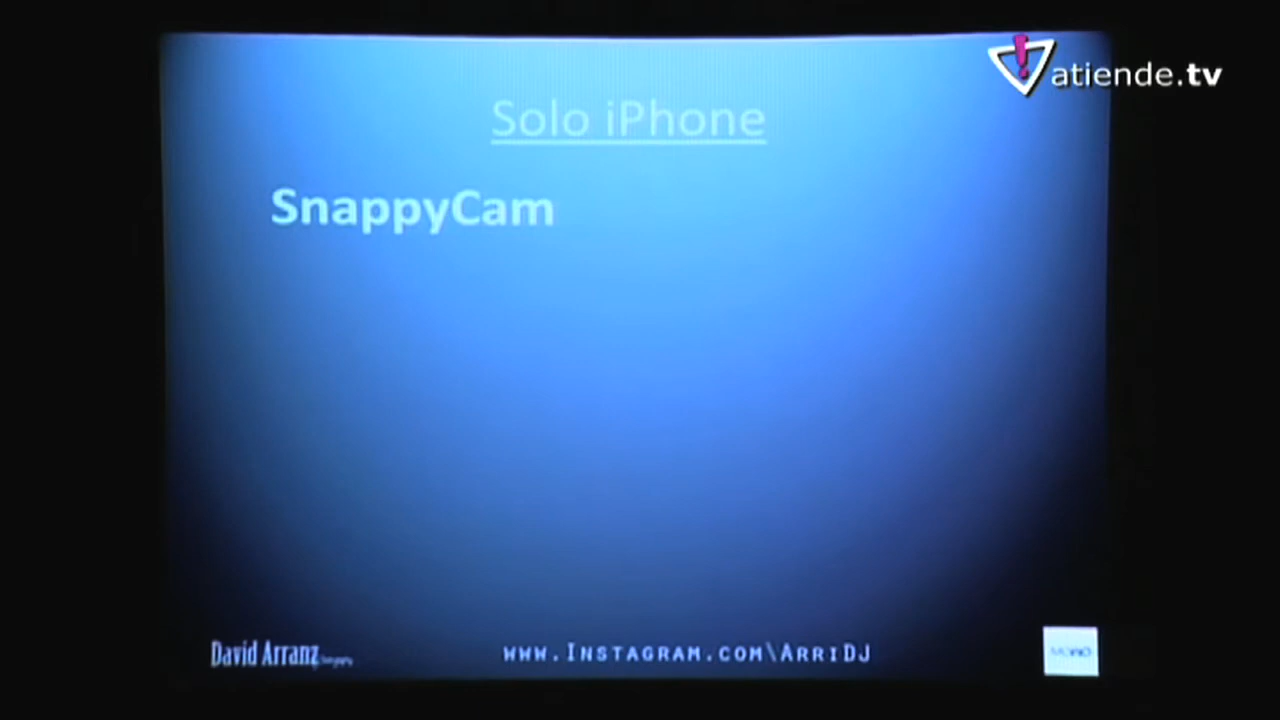 atiende.tv
Solo iPhone
SnappyCam
David Arranz
www.Instagram.com\ArriDJ